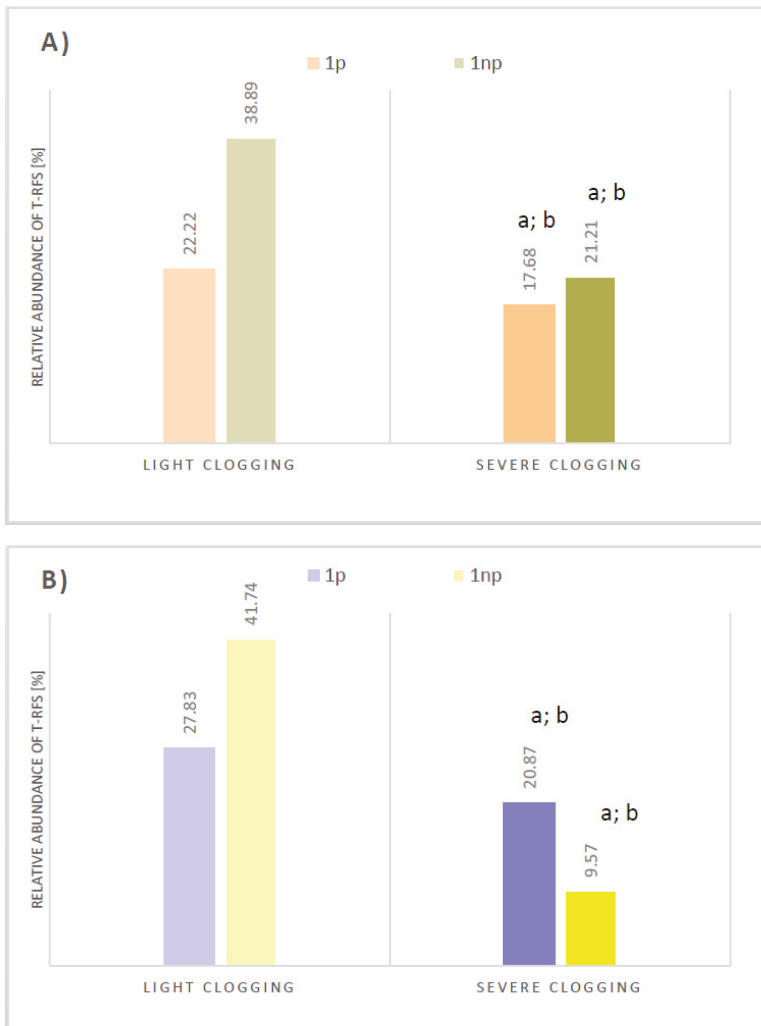 A)
1p
1np
RELATIVE ABUNDANCE OF T-RFS [%]
22.22
38.89
a; b
17.68
a; b
21.21
LIGHT CLOGGING
SEVERE CLOGGING
B)
1p
1np
RELATIVE ABUNDANCE OF T-RFS [%]
27.83
41.74
a; b
20.87
a; b
9.57
LIGHT CLOGGING
SEVERE CLOGGING